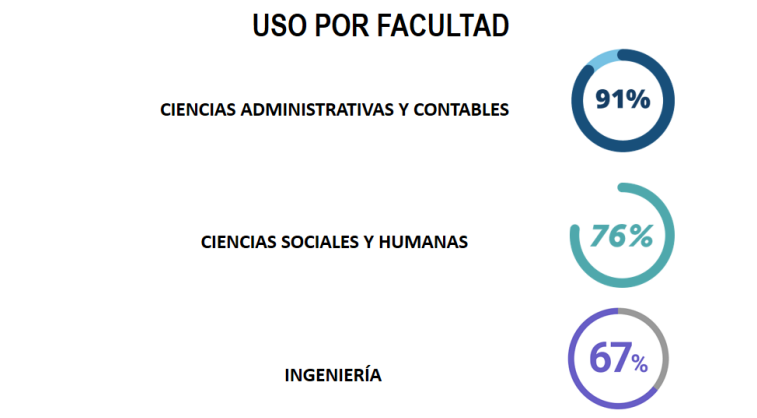 USO POR FACULTAD
CIENCIAS ADMINISTRATIVAS Y CONTABLES
91%
CIENCIAS SOCIALES Y HUMANAS
76%
INGENIERÍA
67%